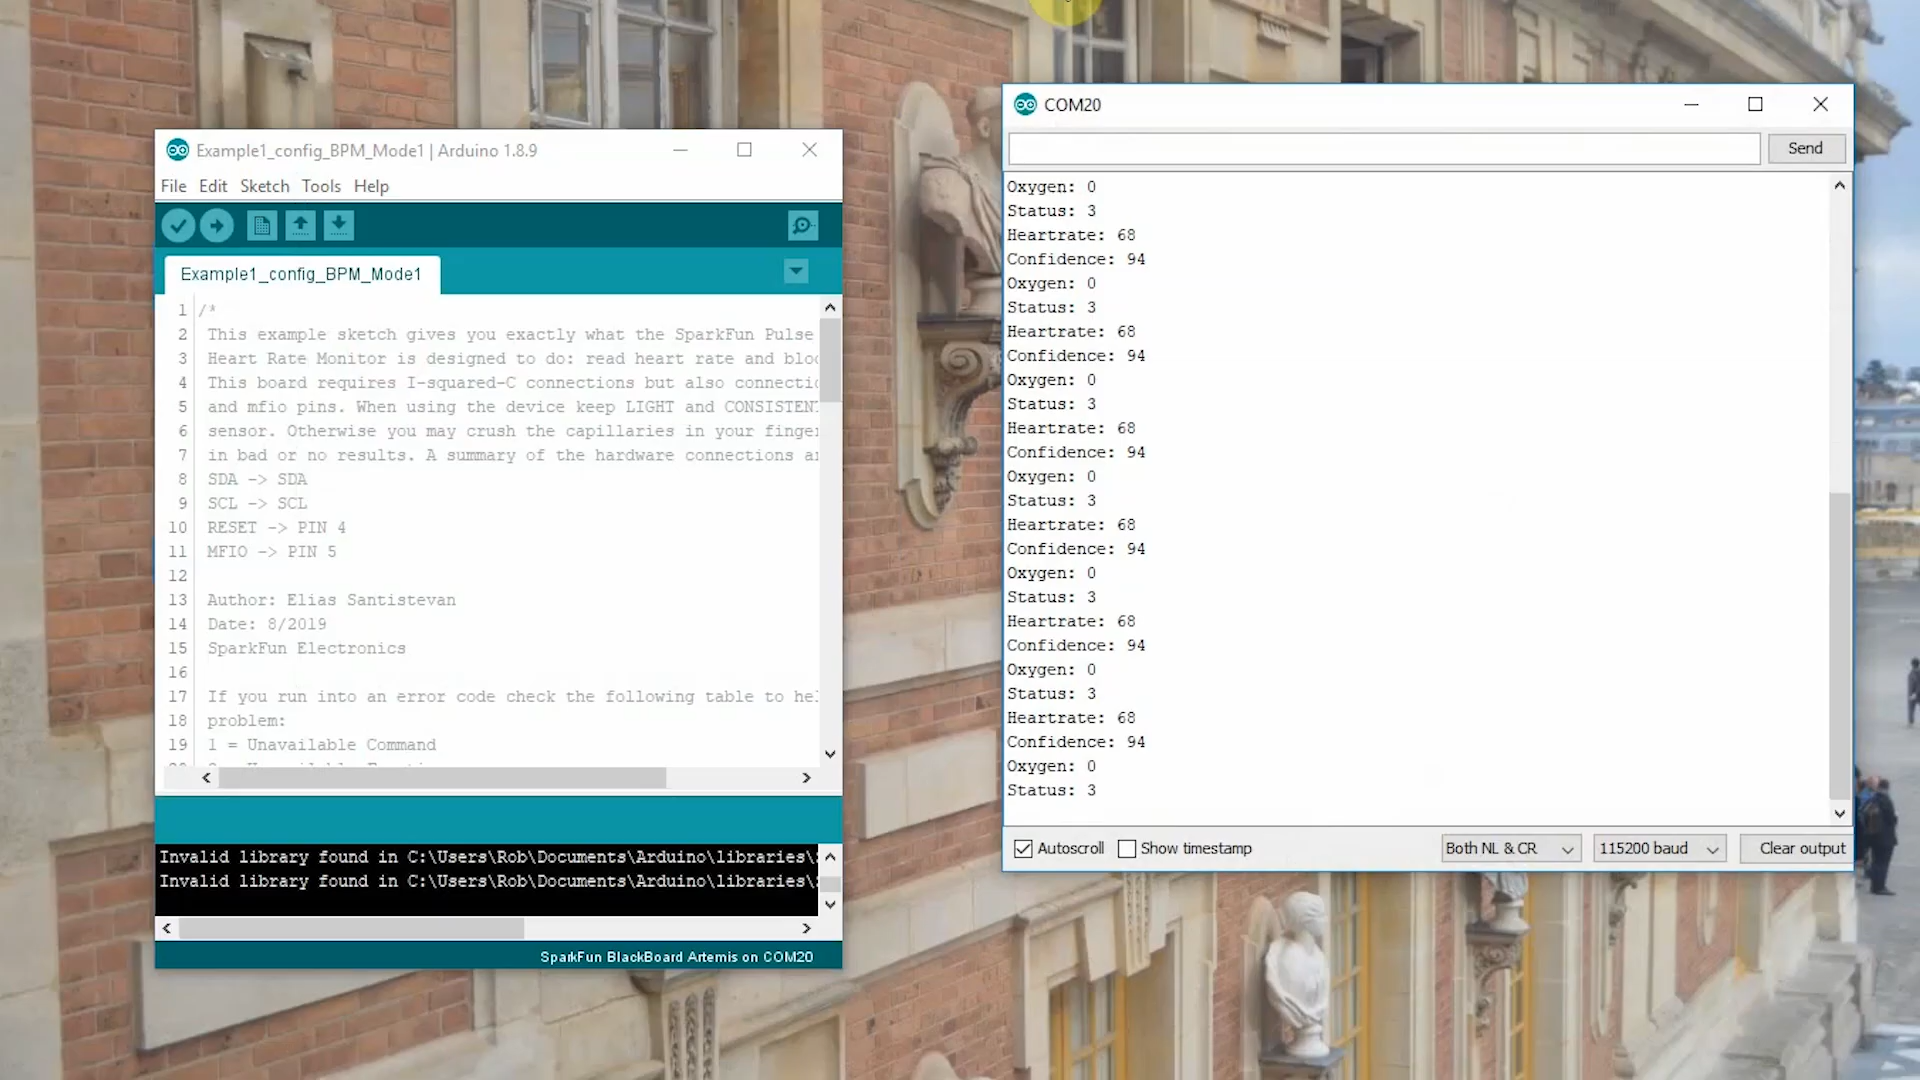 Example1_config_BPM_Mode1 | Arduino 1.8.9
File Edit Sketch Tools Help
Example1_config_BPM_Mode1
1 /*
2 This example sketch gives you exactly what the SparkFun Pulse
3 Heart Rate Monitor is designed to do: read heart rate and bloo
4 This board requires I-squared-C connections but also connectio
5 and mfio pins. When using the device keep LIGHT and CONSISTENT
6 sensor. Otherwise you may crush the capillaries in your finger
7 in bad or no results. A summary of the hardware connections ar
8 SDA -> SDA
9 SCL -> SCL
10 RESET -> PIN 4
11 MFIO -> PIN 5
12
13 Author: Elias Santistevan
14 Date: 8/2019
15 SparkFun Electronics
16
17 If you run into an error code check the following table to hel
18 problem:
19 1 = Unavailable Command
Invalid library found in C:\Users\Rob\Documents\Arduino\libraries\
Invalid library found in C:\Users\Rob\Documents\Arduino\libraries\
SparkFun BlackBoard Artemis on COM20
COM20
Send
Oxygen: 0
Status: 3
Heartrate: 68
Confidence: 94
Oxygen: 0
Status: 3
Heartrate: 68
Confidence: 94
Oxygen: 0
Status: 3
Heartrate: 68
Confidence: 94
Oxygen: 0
Status: 3
Heartrate: 68
Confidence: 94
Oxygen: 0
Status: 3
Heartrate: 68
Confidence: 94
Oxygen: 0
Status: 3
Heartrate: 68
Confidence: 94
Oxygen: 0
Status: 3
Autoscroll Show timestamp Both NL & CR 115200 baud Clear output